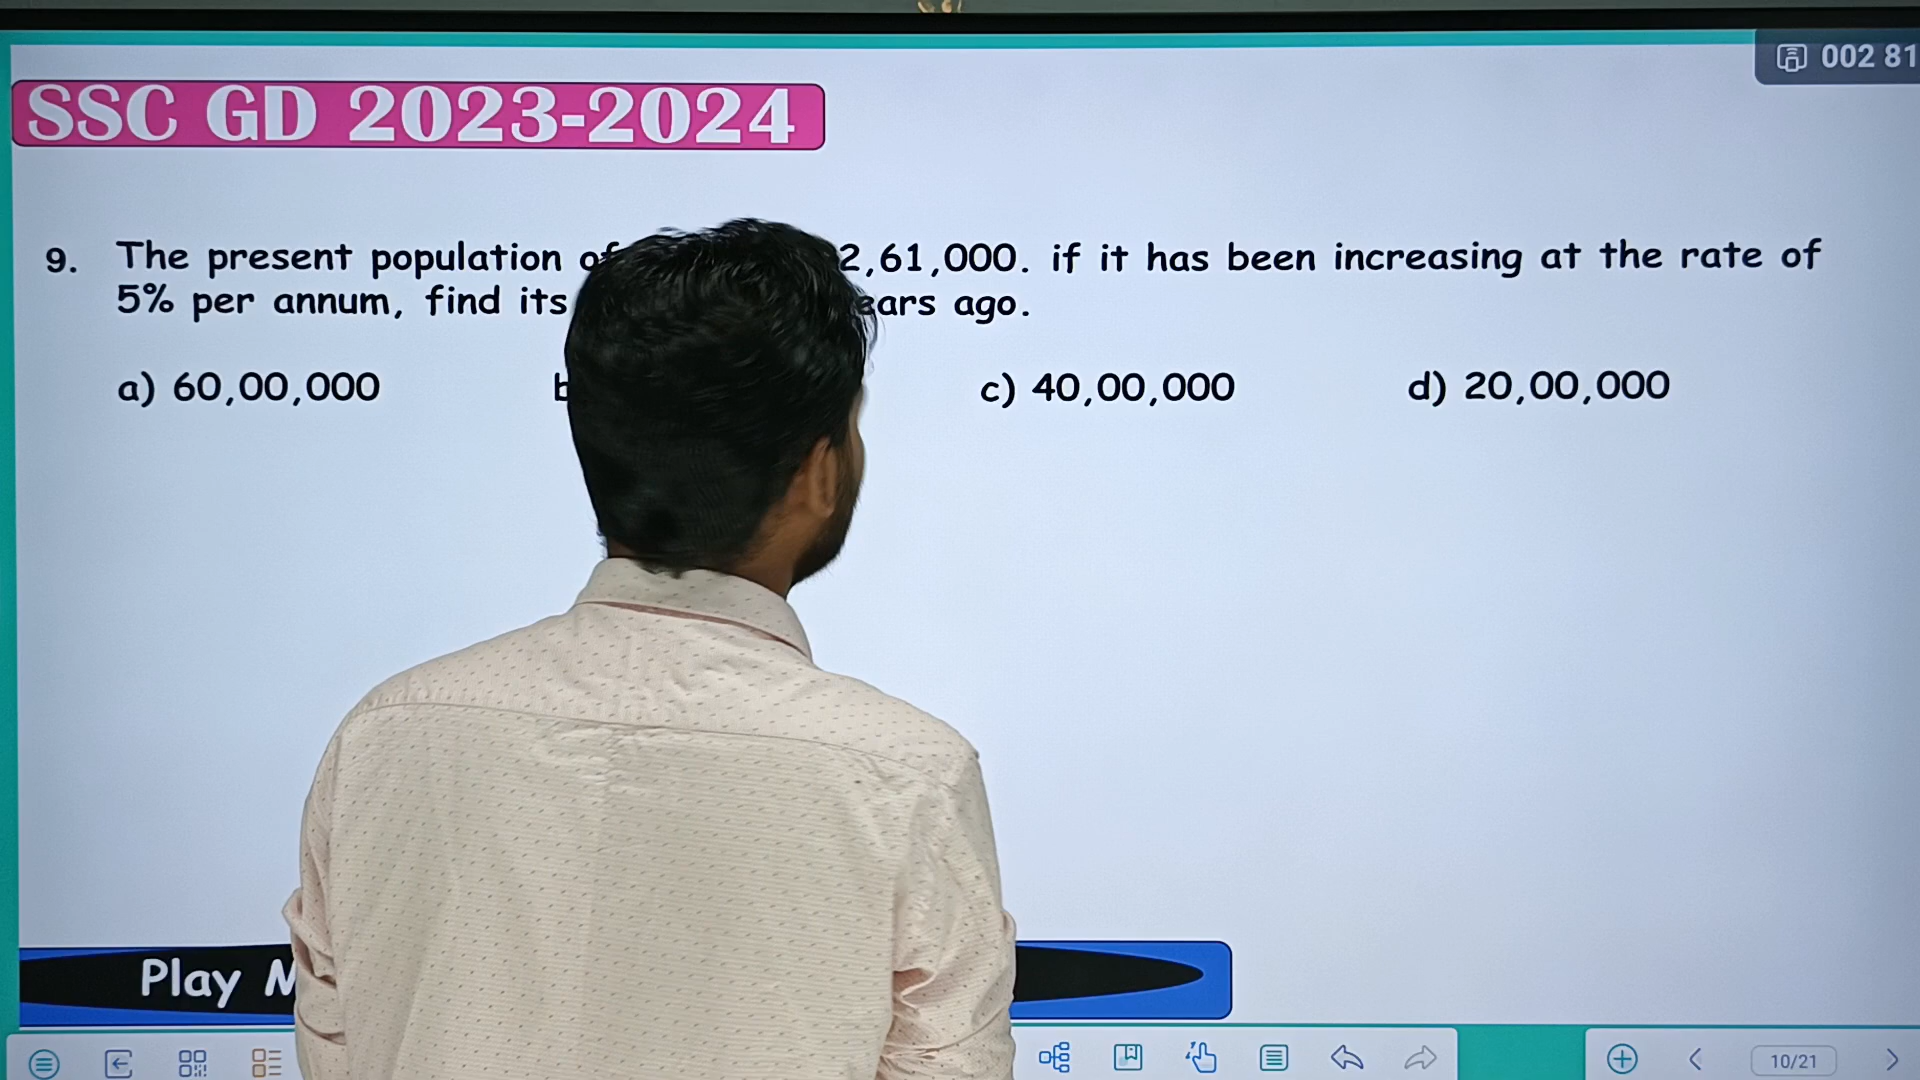 002 81
SSC GD 2023-2024
9. The present population of 2,61,000. if it has been increasing at the rate of
5% per annum, find its ears ago.
a) 60,00,000 b c) 40,00,000 d) 20,00,000
Play M
10/21